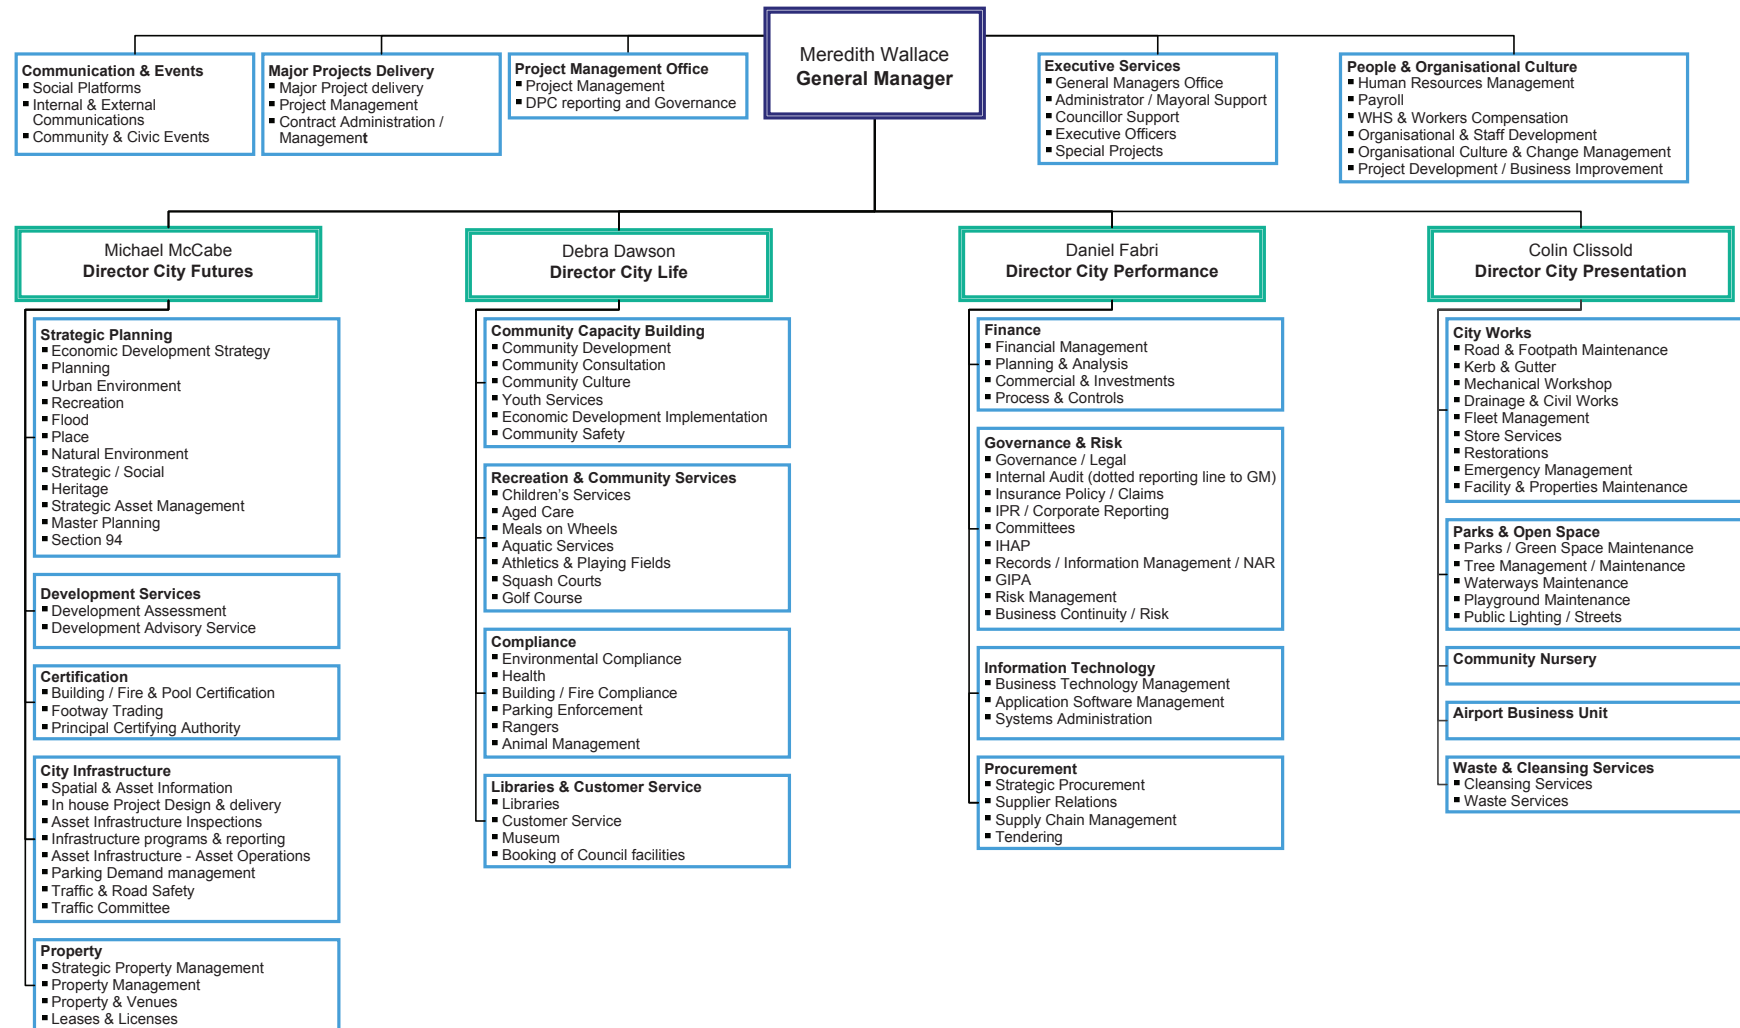 Meredith Wallace
General Manager
Communication & Events
▪ Social Platforms
▪ Internal & External
Communications
▪ Community & Civic Events
Major Projects Delivery
▪ Major Project delivery
▪ Project Management
▪ Contract Administration /
Management
Project Management Office
▪ Project Management
▪ DPC reporting and Governance
Executive Services
▪ General Managers Office
▪ Administrator / Mayoral Support
▪ Councillor Support
▪ Executive Officers
▪ Special Projects
People & Organisational Culture
▪ Human Resources Management
▪ Payroll
▪ WHS & Workers Compensation
▪ Organisational & Staff Development
▪ Organisational Culture & Change Management
▪ Project Development / Business Improvement
Michael McCabe
Director City Futures
Strategic Planning
▪ Economic Development Strategy
▪ Planning
▪ Urban Environment
▪ Recreation
▪ Flood
▪ Place
▪ Natural Environment
▪ Strategic / Social
▪ Heritage
▪ Strategic Asset Management
▪ Master Planning
▪ Section 94
Development Services
▪ Development Assessment
▪ Development Advisory Service
Certification
▪ Building / Fire & Pool Certification
▪ Footway Trading
▪ Principal Certifying Authority
City Infrastructure
▪ Spatial & Asset Information
▪ In house Project Design & delivery
▪ Asset Infrastructure Inspections
▪ Infrastructure programs & reporting
▪ Asset Infrastructure - Asset Operations
▪ Parking Demand management
▪ Traffic & Road Safety
▪ Traffic Committee
Property
▪ Strategic Property Management
▪ Property Management
▪ Property & Venues
▪ Leases & Licenses
Debra Dawson
Director City Life
Community Capacity Building
▪ Community Development
▪ Community Consultation
▪ Community Culture
▪ Youth Services
▪ Economic Development Implementation
▪ Community Safety
Recreation & Community Services
▪ Children's Services
▪ Aged Care
▪ Meals on Wheels
▪ Aquatic Services
▪ Athletics & Playing Fields
▪ Squash Courts
▪ Golf Course
Compliance
▪ Environmental Compliance
▪ Health
▪ Building / Fire Compliance
▪ Parking Enforcement
▪ Rangers
▪ Animal Management
Libraries & Customer Service
▪ Libraries
▪ Customer Service
▪ Museum
▪ Booking of Council facilities
Daniel Fabri
Director City Performance
Finance
▪ Financial Management
▪ Planning & Analysis
▪ Commercial & Investments
▪ Process & Controls
Governance & Risk
▪ Governance / Legal
▪ Internal Audit (dotted reporting line to GM)
▪ Insurance Policy / Claims
▪ IPR / Corporate Reporting
▪ Committees
▪ IHAP
▪ Records / Information Management / NAR
▪ GIPA
▪ Risk Management
▪ Business Continuity / Risk
Information Technology
▪ Business Technology Management
▪ Application Software Management
▪ Systems Administration
Procurement
▪ Strategic Procurement
▪ Supplier Relations
▪ Supply Chain Management
▪ Tendering
Colin Clissold
Director City Presentation
City Works
▪ Road & Footpath Maintenance
▪ Kerb & Gutter
▪ Mechanical Workshop
▪ Drainage & Civil Works
▪ Fleet Management
▪ Store Services
▪ Restorations
▪ Emergency Management
▪ Facility & Properties Maintenance
Parks & Open Space
▪ Parks / Green Space Maintenance
▪ Tree Management / Maintenance
▪ Waterways Maintenance
▪ Playground Maintenance
▪ Public Lighting / Streets
Community Nursery
Airport Business Unit
Waste & Cleansing Services
▪ Cleansing Services
▪ Waste Services